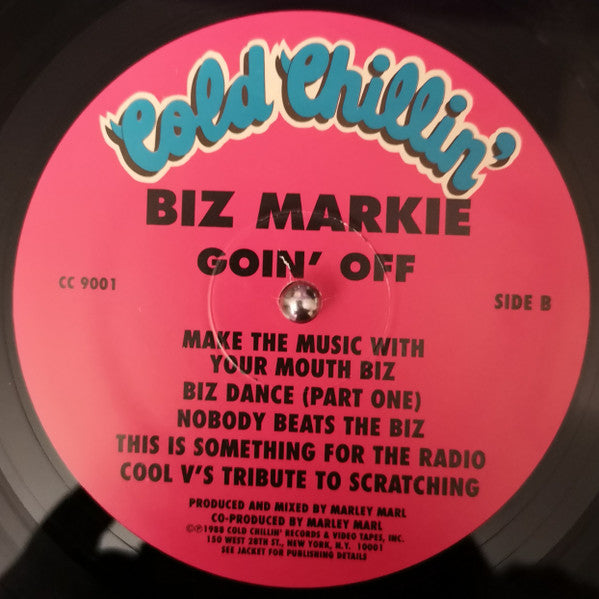 Cold Chillin'
BIZ MARKIE
GOIN' OFF
CC 9001
SIDE B
MAKE THE MUSIC WITH
YOUR MOUTH BIZ
BIZ DANCE (PART ONE)
NOBODY BEATS THE BIZ
THIS IS SOMETHING FOR THE RADIO
COOL V'S TRIBUTE TO SCRATCHING
PRODUCED AND MIXED BY MARLEY MARL
CO-PRODUCED BY MARLEY MARL
©℗1988 COLD CHILLIN' RECORDS & VIDEO TAPES, INC.
150 WEST 28TH ST., NEW YORK, N.Y. 10001
SEE JACKET FOR PUBLISHING DETAILS